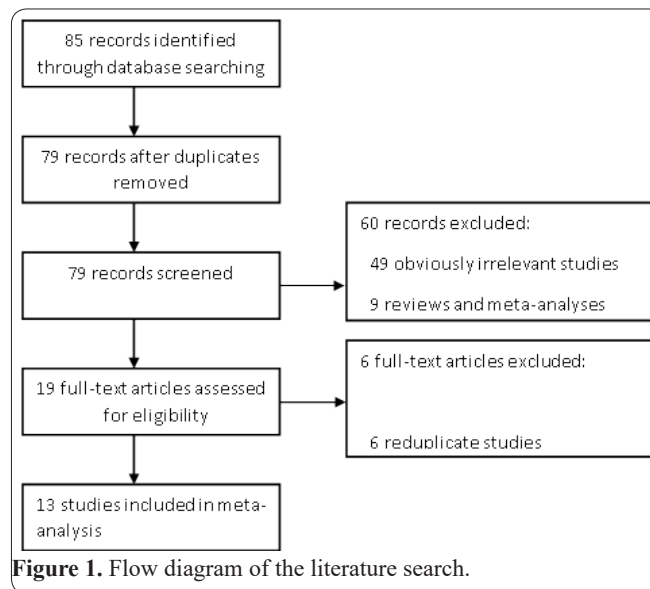 85 records identified
through database searching
79 records after duplicates
removed
79 records screened
60 records excluded:
49 obviously irrelevant studies
9 reviews and meta-analyses
19 full-text articles assessed
for eligibility
6 full-text articles excluded:
6 reduplicate studies
13 studies included in meta-
analysis
Figure 1. Flow diagram of the literature search.